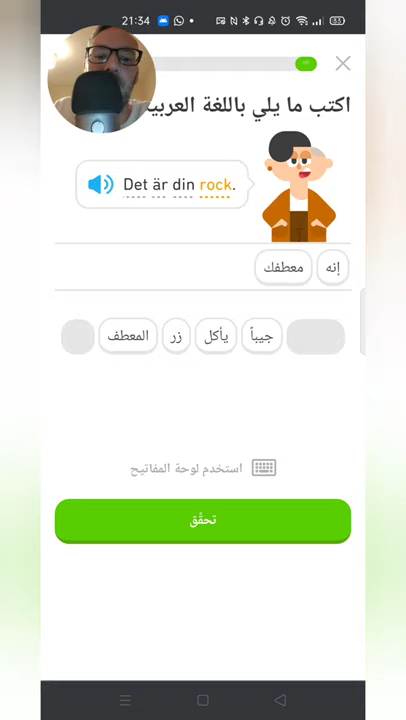 21:34
83
اكتب ما يلي باللغة العربية
Det är din rock.
إنه معطفك
جيباً يأكل زر المعطف
استخدم لوحة المفاتيح
تحقَّق